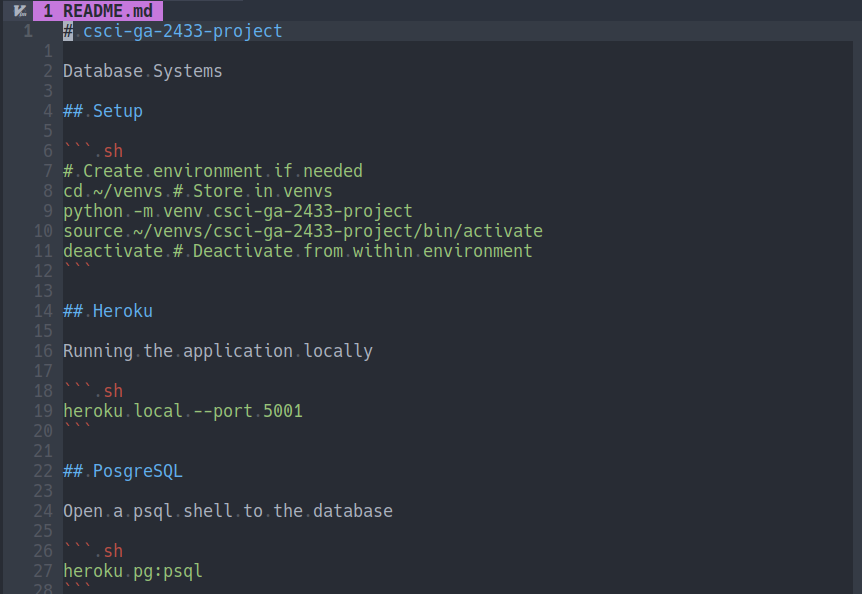 1 README.md
1 # csci-ga-2433-project
1
2 Database Systems
3
4 ## Setup
5
6 ``` sh
7 # Create environment if needed
8 cd ~/venvs # Store in venvs
9 python -m venv csci-ga-2433-project
10 source ~/venvs/csci-ga-2433-project/bin/activate
11 deactivate # Deactivate from within environment
12 ```
13
14 ## Heroku
15
16 Running the application locally
17
18 ``` sh
19 heroku local --port 5001
20 ```
21
22 ## PosgreSQL
23
24 Open a psql shell to the database
25
26 ``` sh
27 heroku pg:psql
28 ```